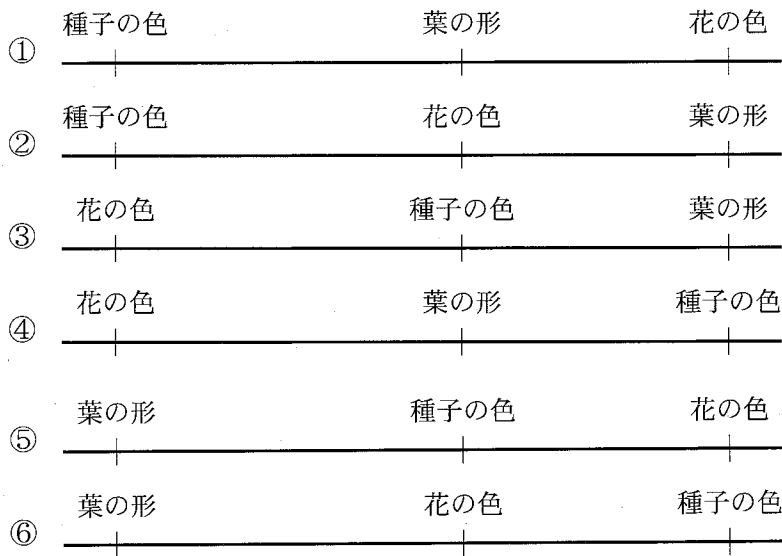 種子の色 葉の形 花の色
①
種子の色 花の色 葉の形
②
花の色 種子の色 葉の形
③
花の色 葉の形 種子の色
④
葉の形 種子の色 花の色
⑤
葉の形 花の色 種子の色
⑥